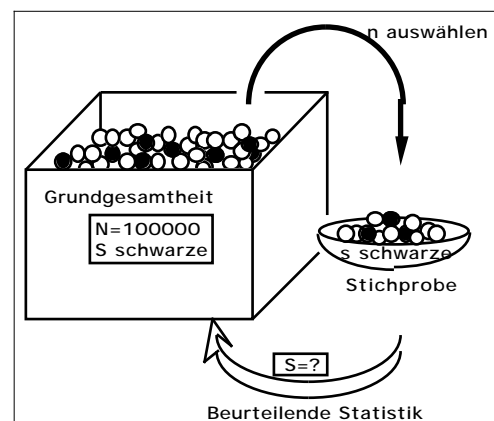 n auswählen
Grundgesamtheit
N=100000
S schwarze
s schwarze
Stichprobe
S=?
Beurteilende Statistik